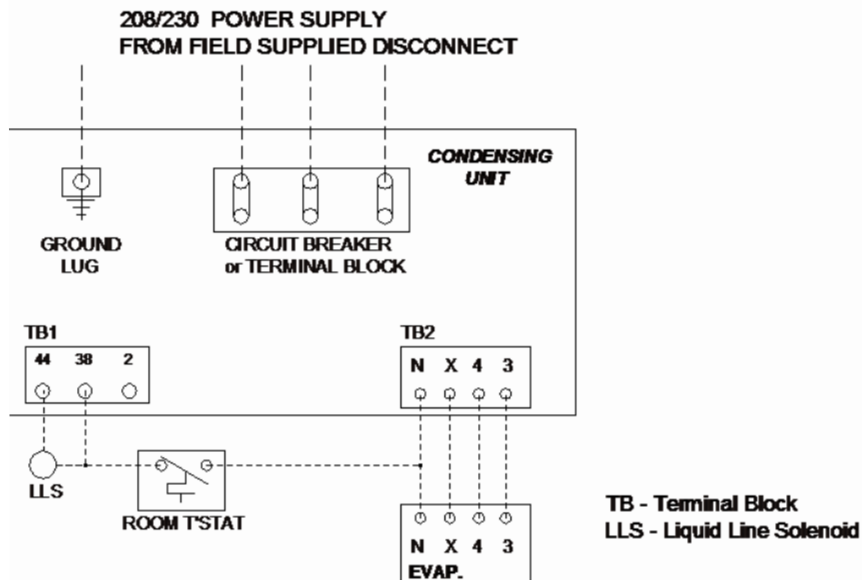 208/230 POWER SUPPLY
FROM FIELD SUPPLIED DISCONNECT
CONDENSING
UNIT
GROUND
LUG
CIRCUIT BREAKER
or TERMINAL BLOCK
TB1
44 38 2
TB2
N X 4 3
LLS
ROOM T'STAT
N X 4 3
EVAP.
TB - Terminal Block
LLS - Liquid Line Solenoid